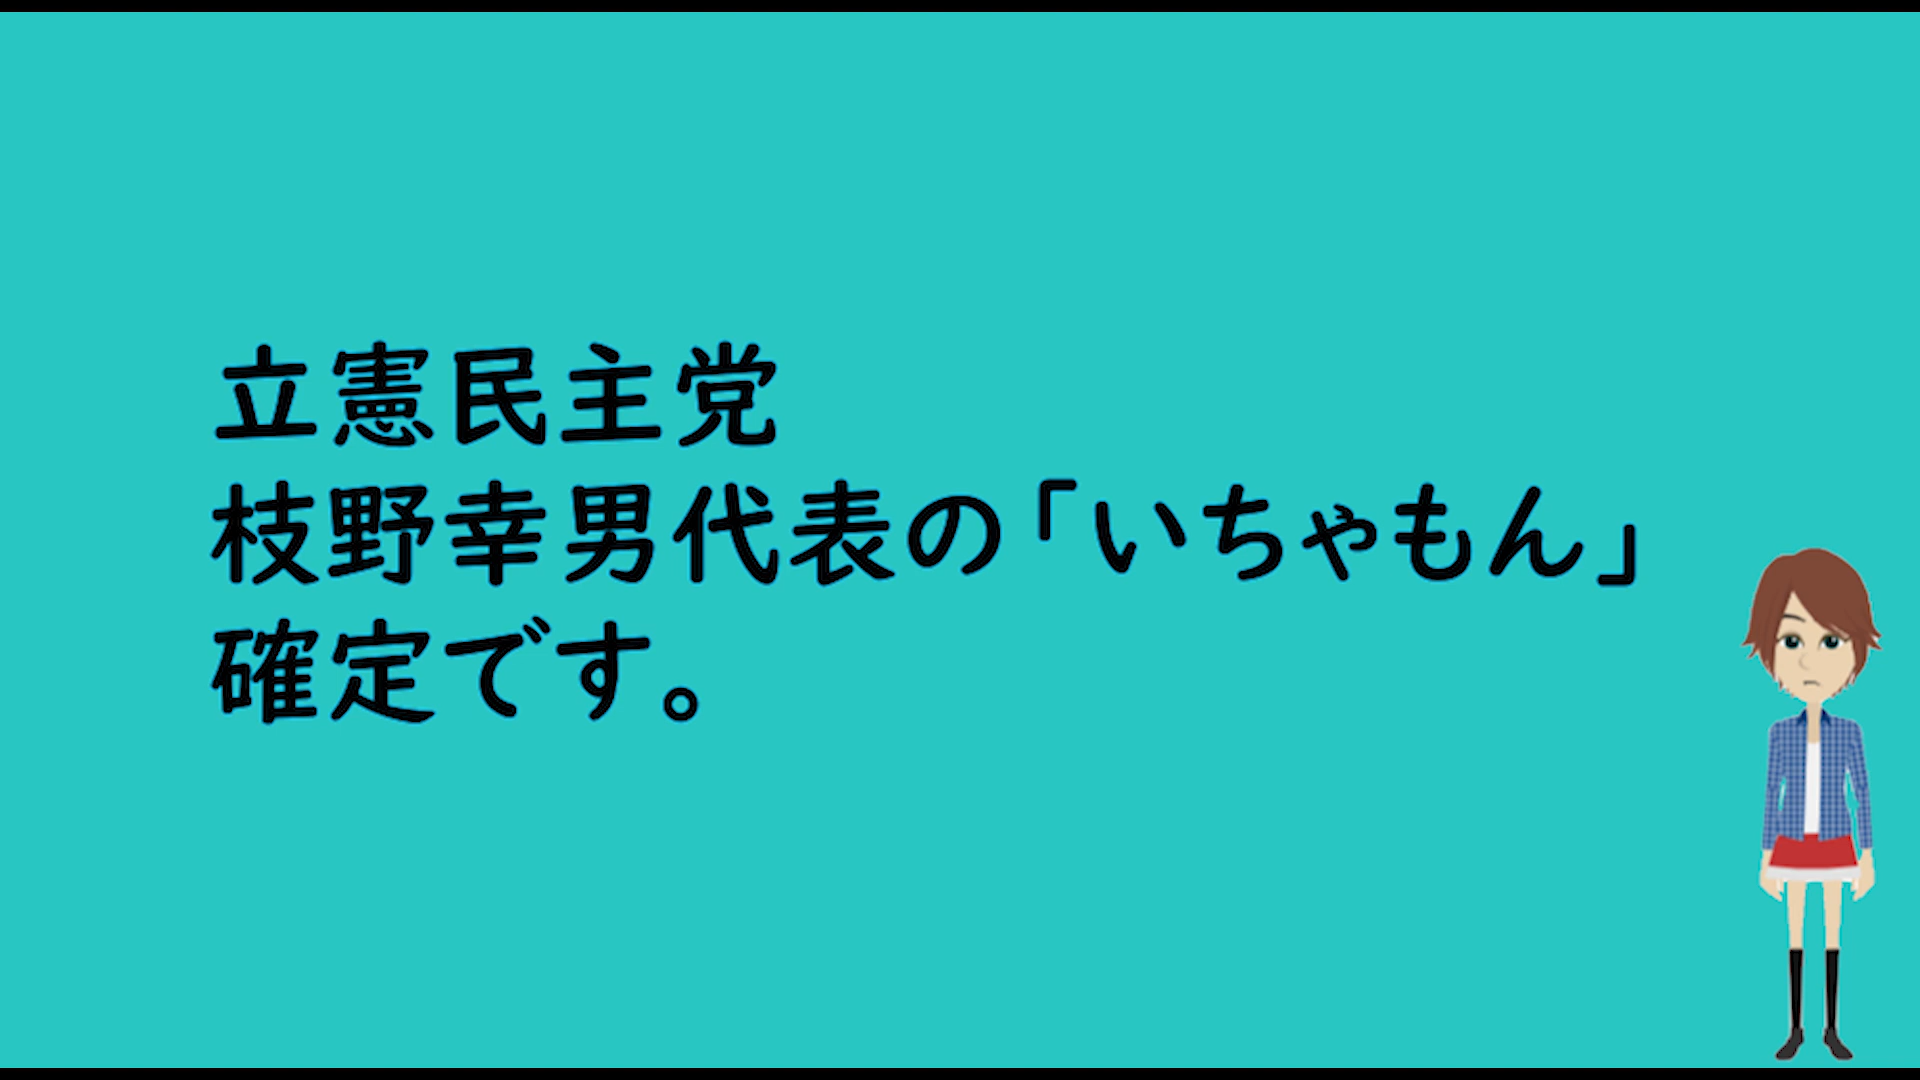 立憲民主党
枝野幸男代表の「いちゃもん」
確定です。